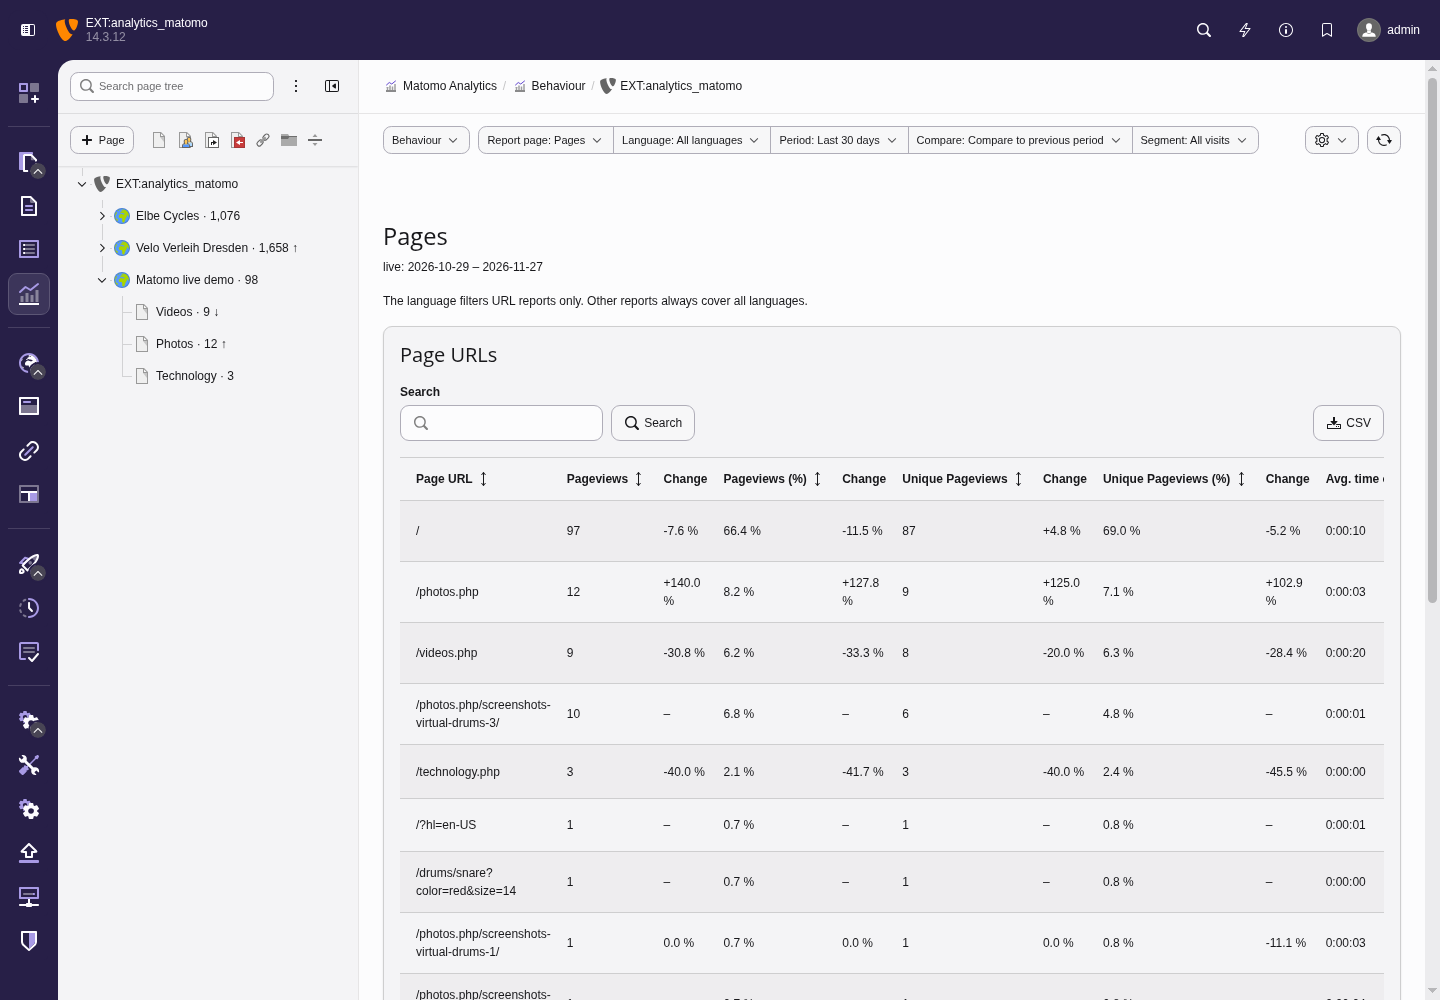 EXT:analytics_matomo
14.3.12
admin
Search page tree
Matomo Analytics / Behaviour / EXT:analytics_matomo
Page
Behaviour
Report page: Pages
Language: All languages
Period: Last 30 days
Compare: Compare to previous period
Segment: All visits
EXT:analytics_matomo
Elbe Cycles · 1,076
Velo Verleih Dresden · 1,658 ↑
Matomo live demo · 98
Videos · 9 ↓
Photos · 12 ↑
Technology · 3
Pages
live: 2026-10-29 – 2026-11-27
The language filters URL reports only. Other reports always cover all languages.
Page URLs
Search
Search
CSV
Page URL Pageviews Change Pageviews (%) Change Unique Pageviews Change Unique Pageviews (%) Change Avg. time
/ 97 -7.6 % 66.4 % -11.5 % 87 +4.8 % 69.0 % -5.2 % 0:00:10
/photos.php 12 +140.0 % 8.2 % +127.8 % 9 +125.0 % 7.1 % +102.9 % 0:00:03
/videos.php 9 -30.8 % 6.2 % -33.3 % 8 -20.0 % 6.3 % -28.4 % 0:00:20
/photos.php/screenshots-
virtual-drums-3/ 10 – 6.8 % – 6 – 4.8 % – 0:00:01
/technology.php 3 -40.0 % 2.1 % -41.7 % 3 -40.0 % 2.4 % -45.5 % 0:00:00
/?hl=en-US 1 – 0.7 % – 1 – 0.8 % – 0:00:01
/drums/snare?
color=red&size=14 1 – 0.7 % – 1 – 0.8 % – 0:00:00
/photos.php/screenshots-
virtual-drums-1/ 1 0.0 % 0.7 % 0.0 % 1 0.0 % 0.8 % -11.1 % 0:00:03
/photos.php/screenshots-